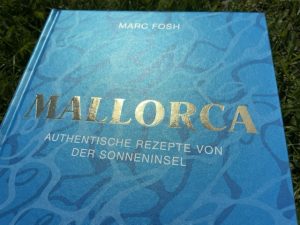 MARC FOSH
MALLORCA
AUTHENTISCHE REZEPTE VON
DER SONNENINSEL